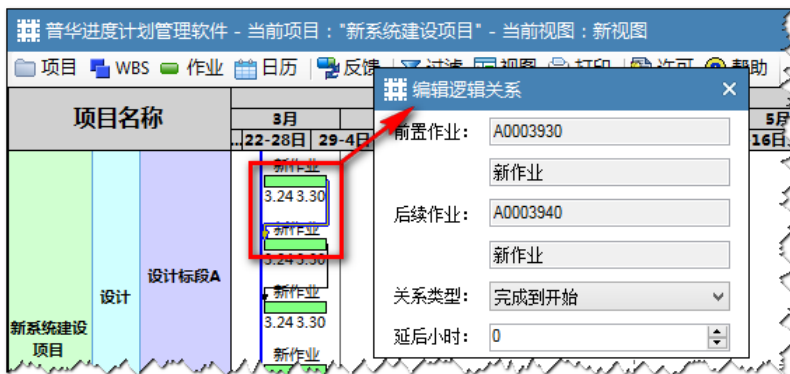 普华进度计划管理软件 - 当前项目："新系统建设项目" - 当前视图：新视图
项目 WBS 作业 日历 反馈 过滤 视图 打印 许可 帮助
编辑逻辑关系
项目名称
3月
5月
...22-28日 29-4日
16日
前置作业： A0003930
新作业
后续作业： A0003940
新作业
关系类型： 完成到开始
延后小时： 0
新系统建设项目
设计
设计标段A
新作业
3.24 3.30
新作业
3.24 3.30
新作业
3.24 3.30
新作业